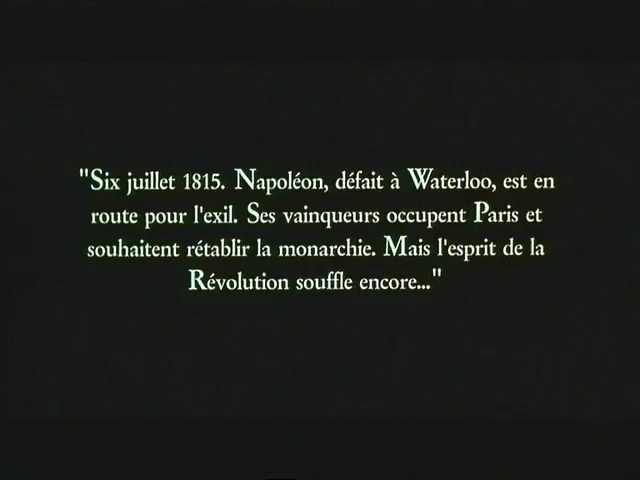 "Six juillet 1815. Napoléon, défait à Waterloo, est en
route pour l'exil. Ses vainqueurs occupent Paris et
souhaitent rétablir la monarchie. Mais l'esprit de la
Révolution souffle encore..."